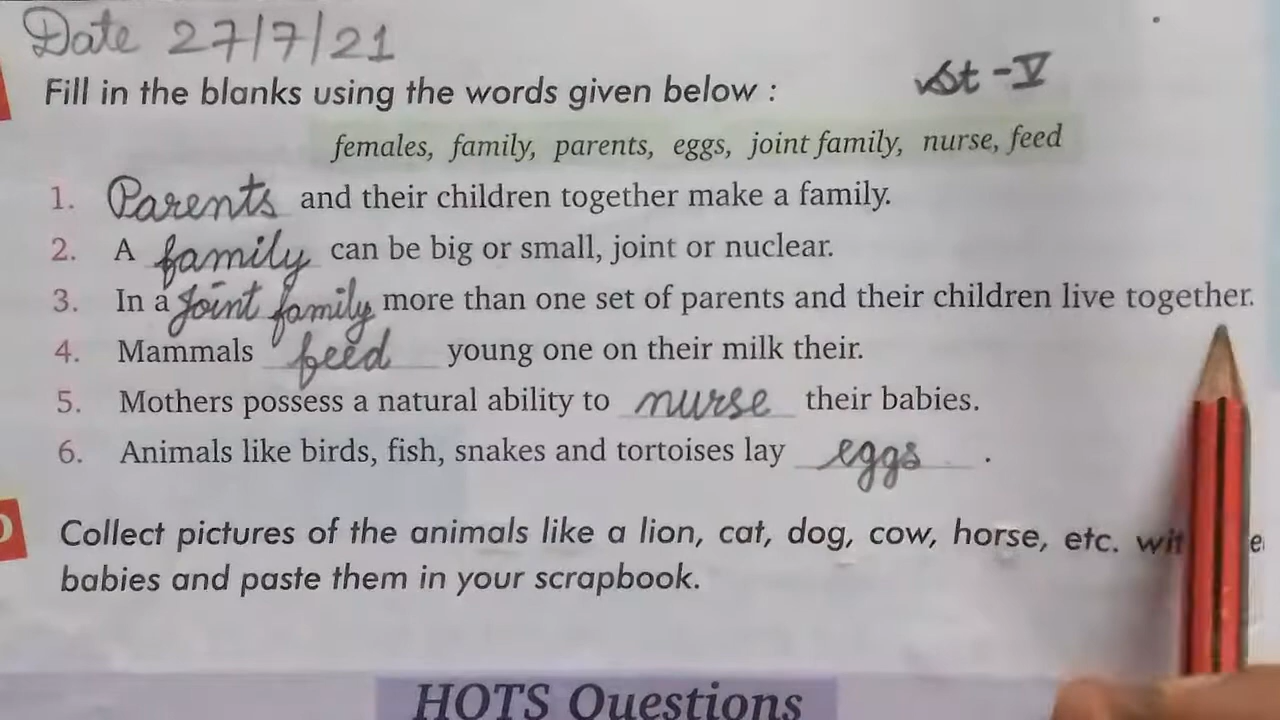 Date 27/7/21
St - V
Fill in the blanks using the words given below :
females, family, parents, eggs, joint family, nurse, feed
1. Parents and their children together make a family.
2. A family can be big or small, joint or nuclear.
3. In a Joint family more than one set of parents and their children live together.
4. Mammals feed young one on their milk their.
5. Mothers possess a natural ability to nurse their babies.
6. Animals like birds, fish, snakes and tortoises lay eggs .
Collect pictures of the animals like a lion, cat, dog, cow, horse, etc.
babies and paste them in your scrapbook.
HOTS Questions